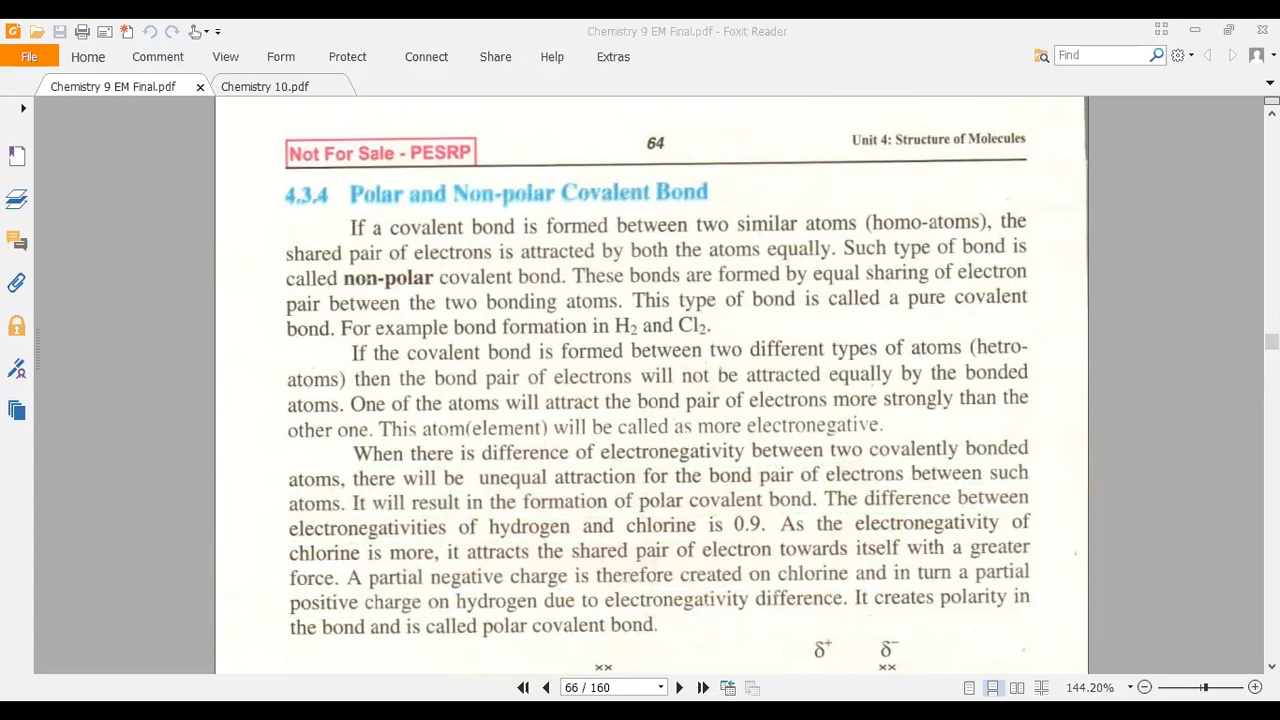 Chemistry 9 EM Final.pdf - Foxit Reader
File Home Comment View Form Protect Connect Share Help Extras Find
Chemistry 9 EM Final.pdf Chemistry 10.pdf
Not For Sale - PESRP 64 Unit 4: Structure of Molecules
4.3.4 Polar and Non-polar Covalent Bond
If a covalent bond is formed between two similar atoms (homo-atoms), the
shared pair of electrons is attracted by both the atoms equally. Such type of bond is
called non-polar covalent bond. These bonds are formed by equal sharing of electron
pair between the two bonding atoms. This type of bond is called a pure covalent
bond. For example bond formation in H₂ and Cl₂.
If the covalent bond is formed between two different types of atoms (hetro-
atoms) then the bond pair of electrons will not be attracted equally by the bonded
atoms. One of the atoms will attract the bond pair of electrons more strongly than the
other one. This atom(element) will be called as more electronegative.
When there is difference of electronegativity between two covalently bonded
atoms, there will be unequal attraction for the bond pair of electrons between such
atoms. It will result in the formation of polar covalent bond. The difference between
electronegativities of hydrogen and chlorine is 0.9. As the electronegativity of
chlorine is more, it attracts the shared pair of electron towards itself with a greater
force. A partial negative charge is therefore created on chlorine and in turn a partial
positive charge on hydrogen due to electronegativity difference. It creates polarity in
the bond and is called polar covalent bond.
δ⁺ δ⁻
×× ××
66 / 160 144.20%